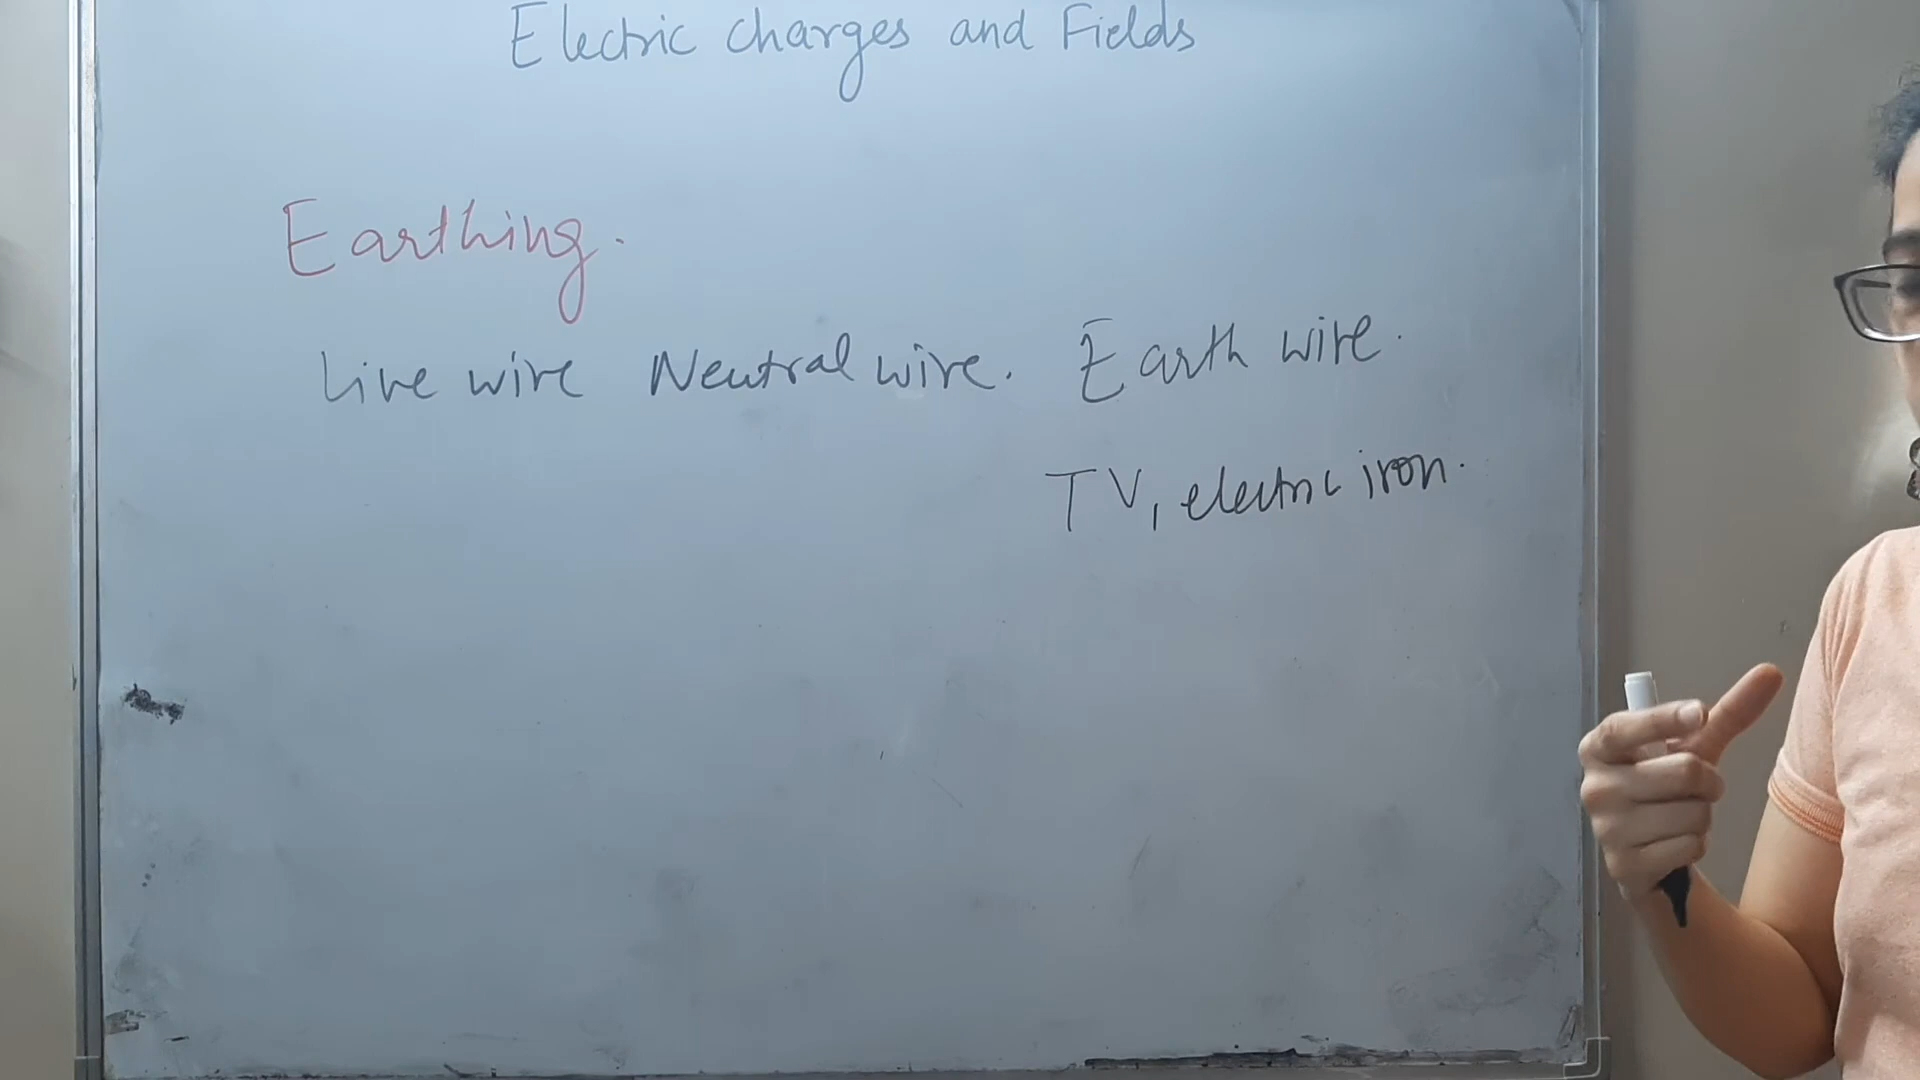 Electric charges and Fields
Earthing.
Live wire Neutral wire. Earth wire.
TV, electric iron.